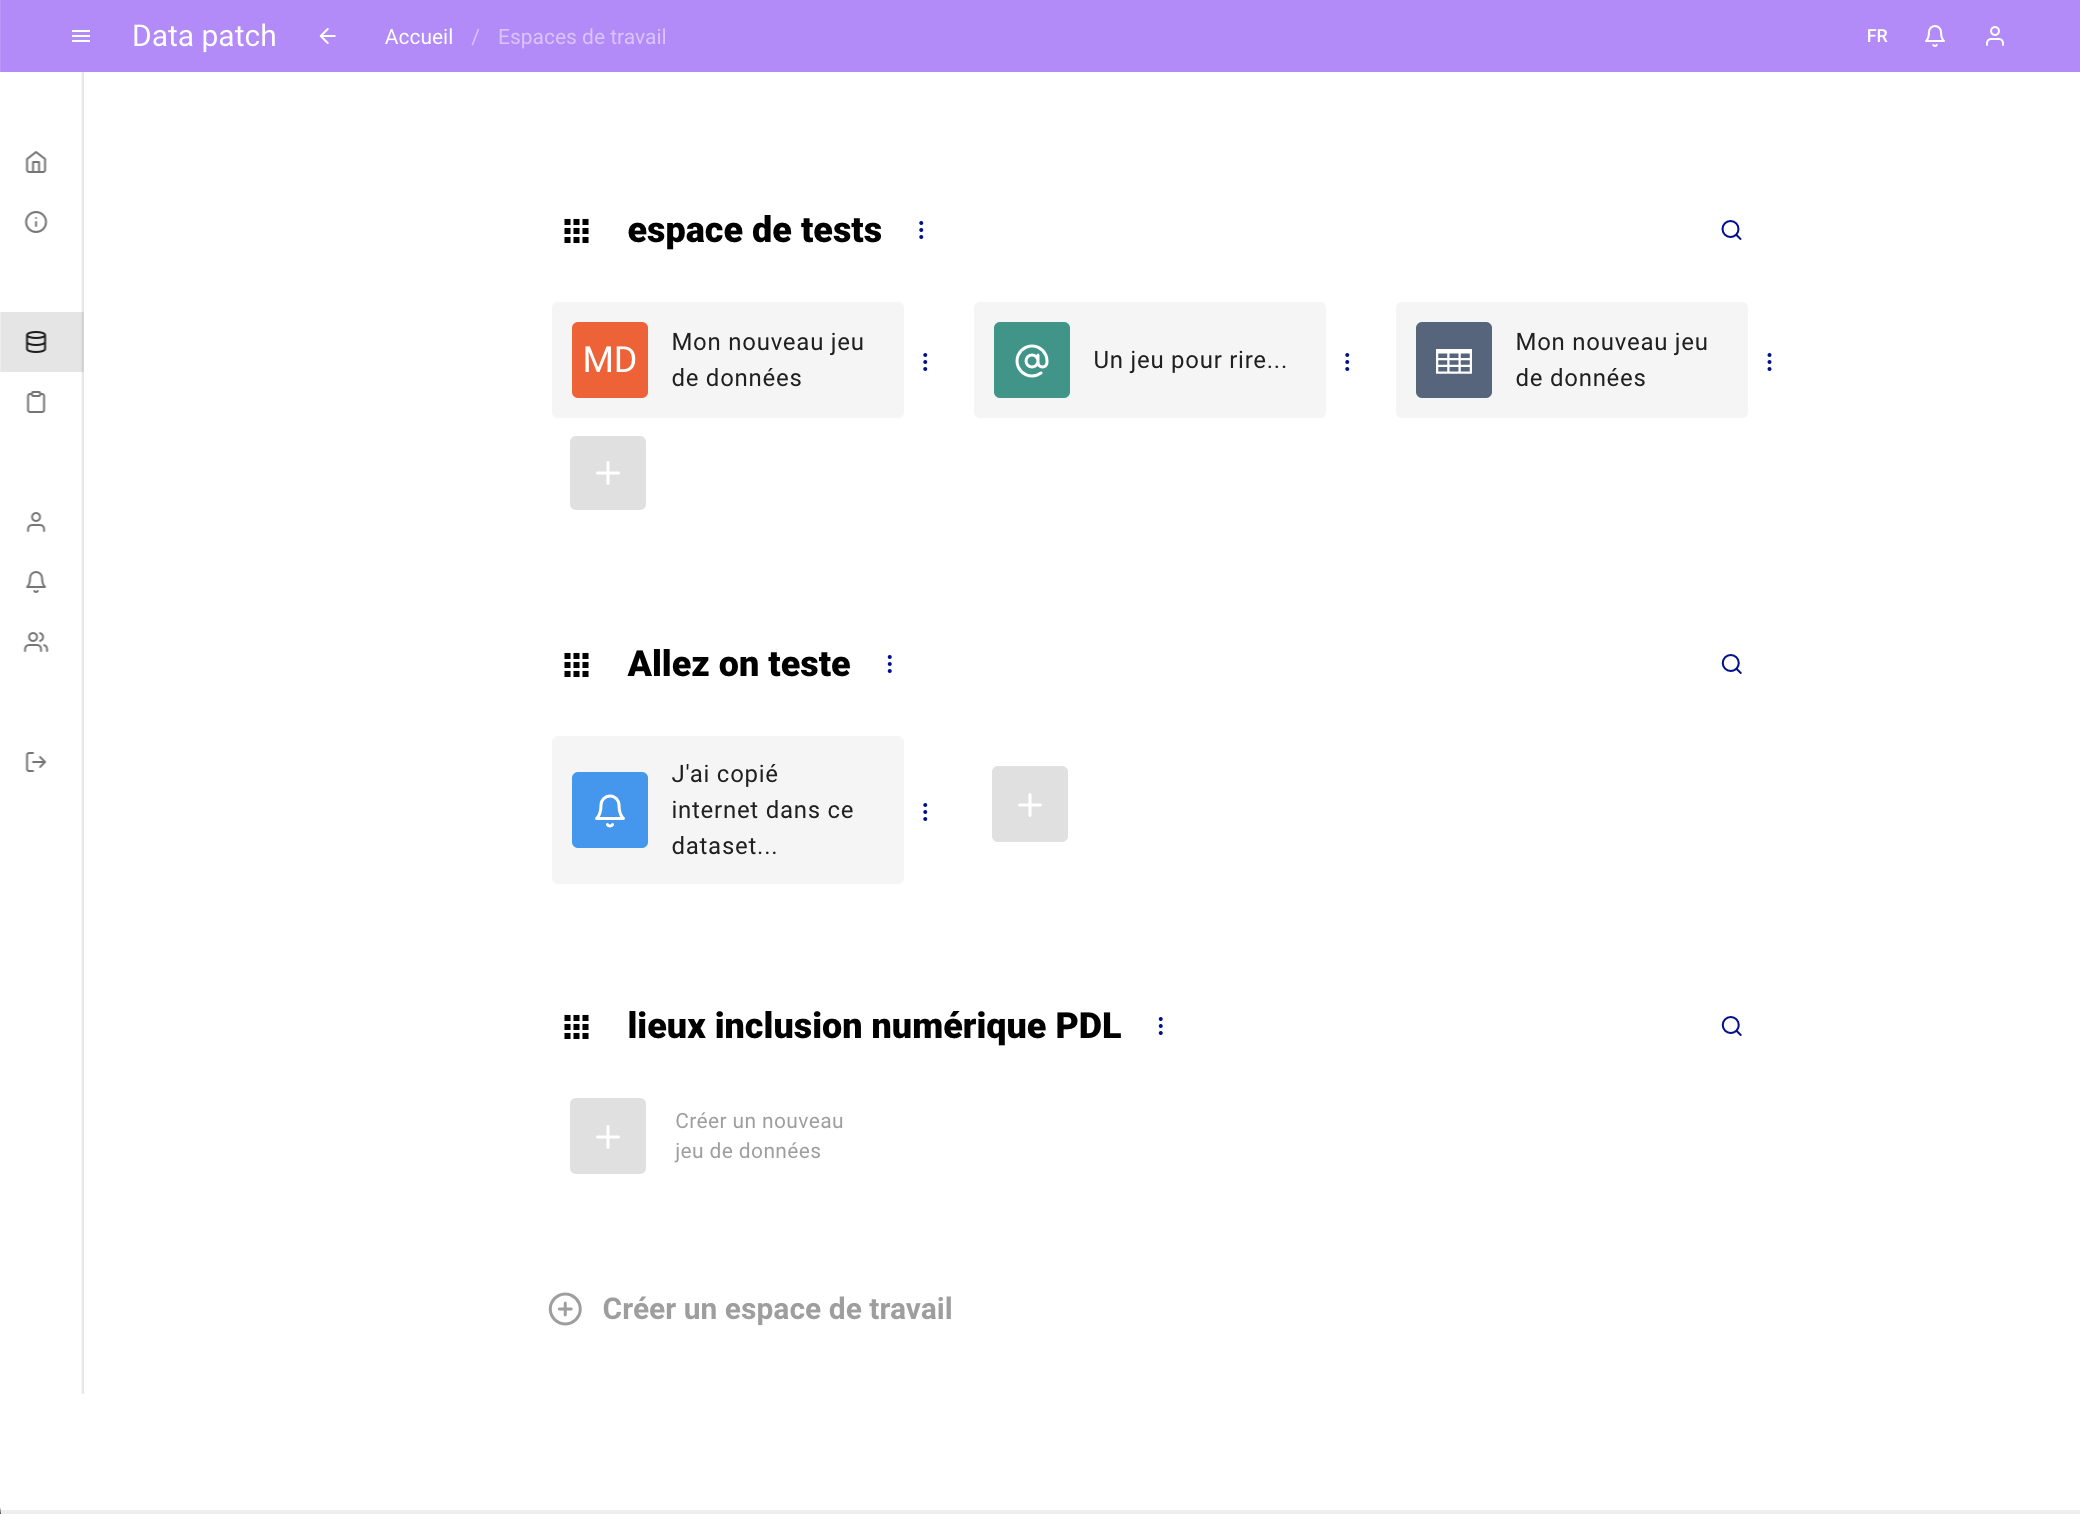 Data patch
Accueil / Espaces de travail
FR
espace de tests
MD
Mon nouveau jeu
de données
@
Un jeu pour rire...
Mon nouveau jeu
de données
Allez on teste
J'ai copié
internet dans ce
dataset...
lieux inclusion numérique PDL
Créer un nouveau
jeu de données
Créer un espace de travail